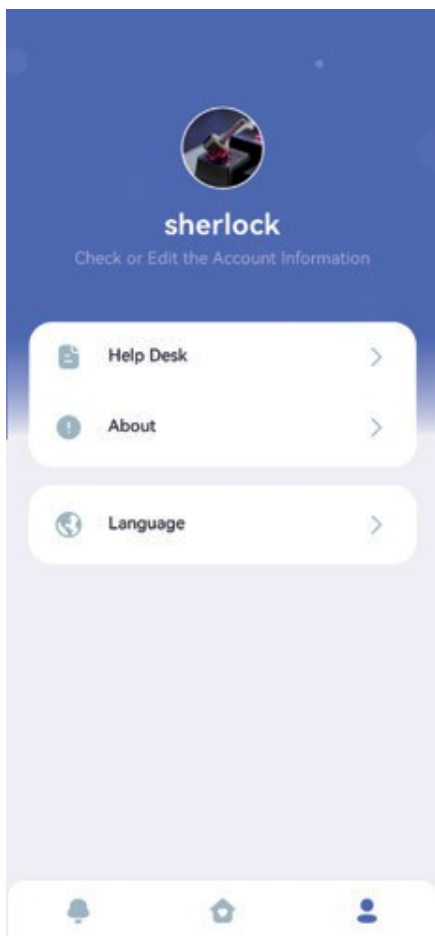 sherlock
Check or Edit the Account Information
Help Desk
About
Language